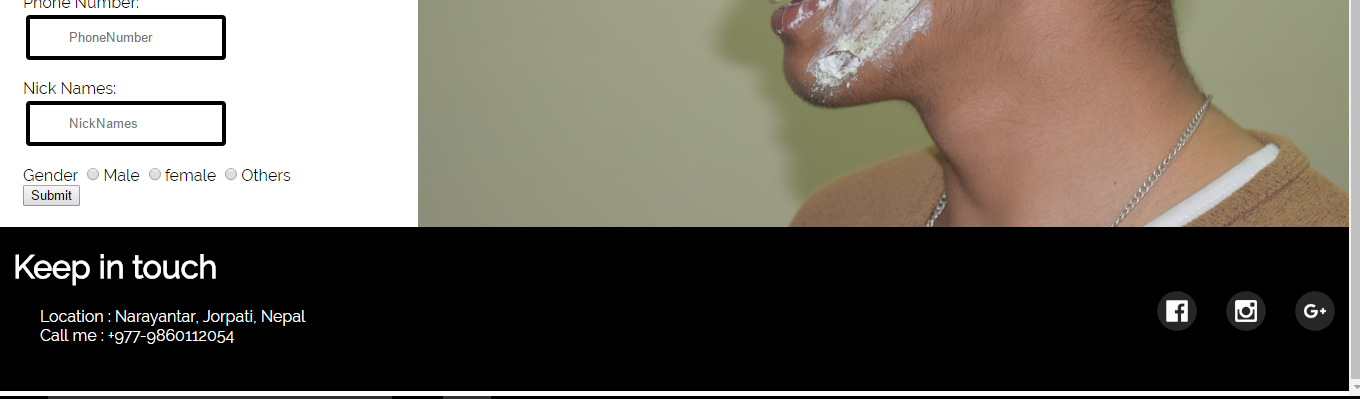 Phone Number:
PhoneNumber
Nick Names:
NickNames
Gender Male female Others
Submit
Keep in touch
Location : Narayantar, Jorpati, Nepal
Call me : +977-9860112054
G+